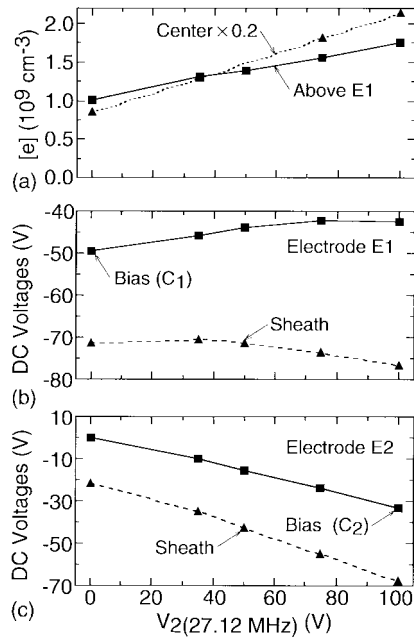 2.0
1.5
1.0
0.5
0.0
[e] (10⁹ cm-3)
Center × 0.2
Above E1
(a)
-40
-50
-60
-70
-80
DC Voltages (V)
Electrode E1
Bias (C₁)
Sheath
(b)
10
-10
-30
-50
-70
DC Voltages (V)
Electrode E2
Bias (C₂)
Sheath
(c)
0 20 40 60 80 100
V₂(27.12 MHz) (V)